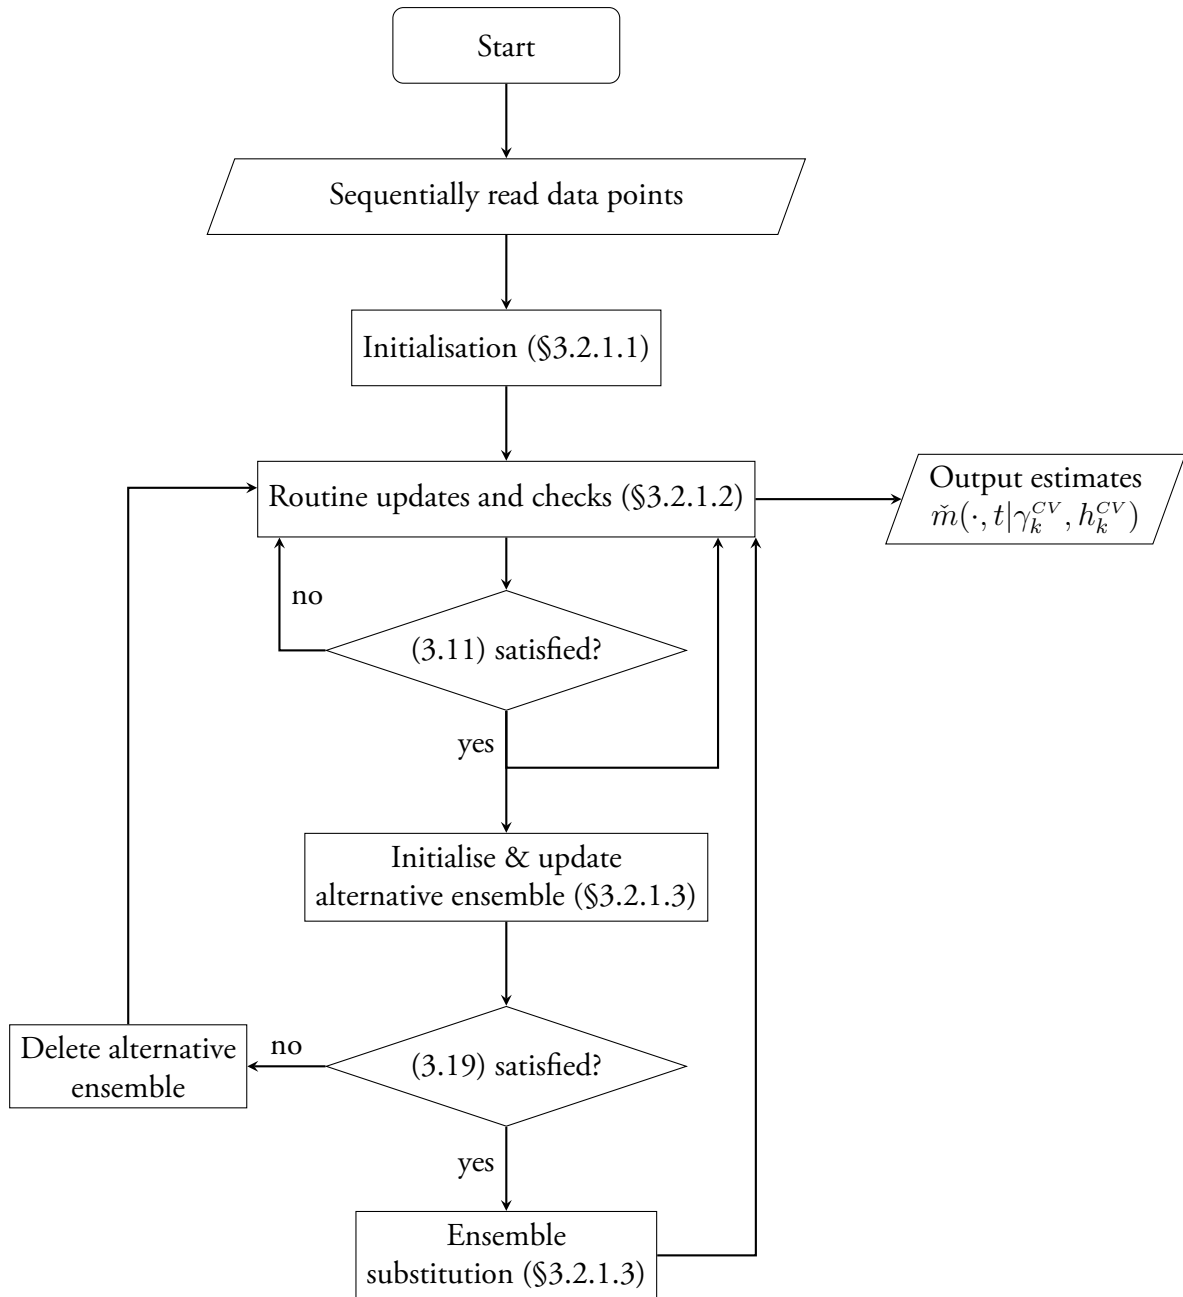 Start
Sequentially read data points
Initialisation (§3.2.1.1)
Routine updates and checks (§3.2.1.2)
Output estimates
m̌(·, t|γ_k^{CV}, h_k^{CV})
no
(3.11) satisfied?
yes
Initialise & update
alternative ensemble (§3.2.1.3)
Delete alternative
ensemble
no
(3.19) satisfied?
yes
Ensemble
substitution (§3.2.1.3)